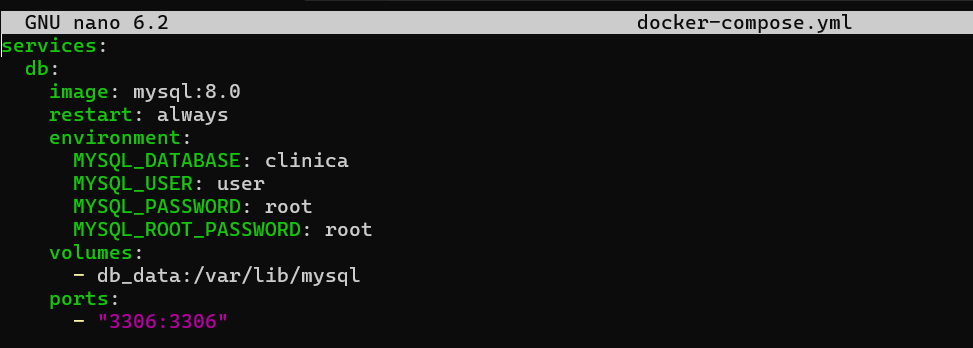 GNU nano 6.2 docker-compose.yml
services:
  db:
    image: mysql:8.0
    restart: always
    environment:
      MYSQL_DATABASE: clinica
      MYSQL_USER: user
      MYSQL_PASSWORD: root
      MYSQL_ROOT_PASSWORD: root
    volumes:
      - db_data:/var/lib/mysql
    ports:
      - "3306:3306"